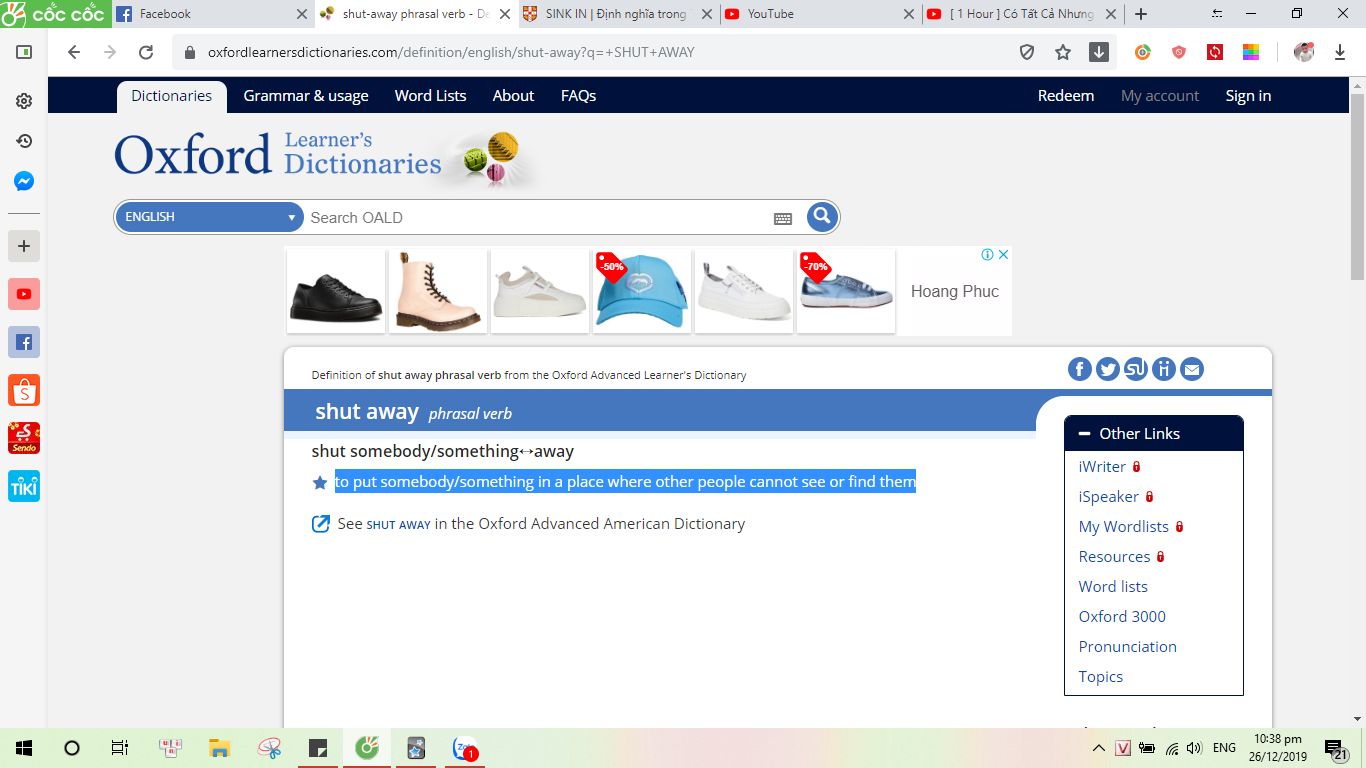 cốc cốc
Facebook
shut-away phrasal verb - De
SINK IN | Định nghĩa trong
YouTube
[ 1 Hour ] Có Tất Cả Nhưng
oxfordlearnersdictionaries.com/definition/english/shut-away?q=+SHUT+AWAY
Dictionaries Grammar & usage Word Lists About FAQs Redeem My account Sign in
Oxford Learner's Dictionaries
ENGLISH Search OALD
-50%
-70%
Hoang Phuc
Definition of shut away phrasal verb from the Oxford Advanced Learner's Dictionary
shut away phrasal verb
shut somebody/something↔away
to put somebody/something in a place where other people cannot see or find them
See SHUT AWAY in the Oxford Advanced American Dictionary
Other Links
iWriter
iSpeaker
My Wordlists
Resources
Word lists
Oxford 3000
Pronunciation
Topics
Sendo
TIKI
Zalo
1
V
ENG
10:38 pm
26/12/2019
21